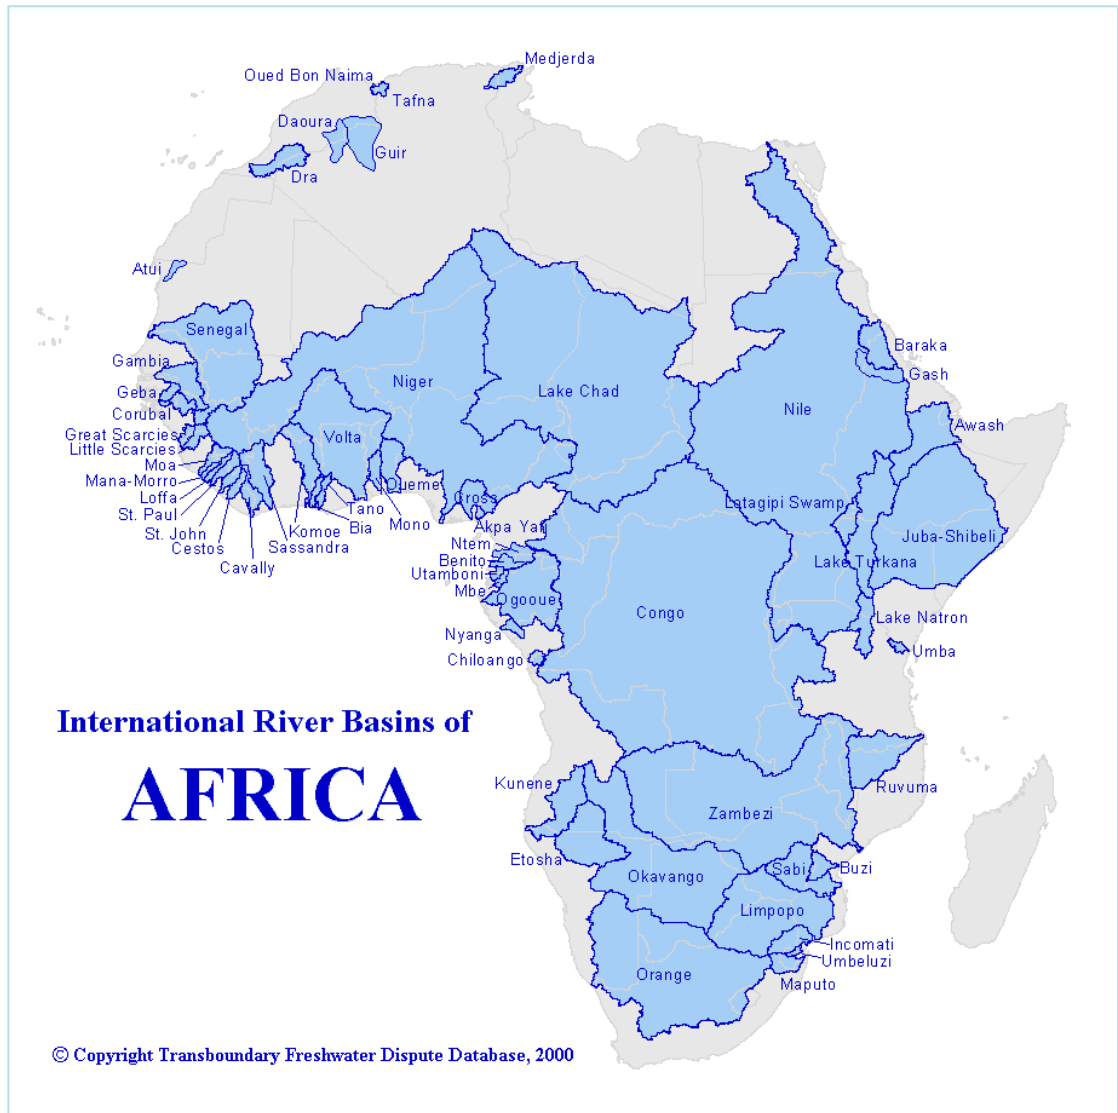 Medjerda
Oued Bon Naima
Tafna
Daoura
Guir
Dra
Atui
Senegal
Gambia
Geba
Corubal
Great Scarcies
Little Scarcies
Moa
Mana-Morro
Loffa
St. Paul
St. John
Cestos
Cavally
Sassandra
Komoe
Bia
Tano
Mono
Volta
Oueme
Niger
Cross
Akpa Yafi
Lake Chad
Nile
Baraka
Gash
Awash
Lotagipi Swamp
Juba-Shibeli
Lake Turkana
Ntem
Benito
Utamboni
Mbe
Ogooue
Nyanga
Chiloango
Congo
Lake Natron
Umba
International River Basins of
AFRICA
Kunene
Zambezi
Ruvuma
Etosha
Okavango
Sabi
Buzi
Limpopo
Incomati
Umbeluzi
Maputo
Orange
© Copyright Transboundary Freshwater Dispute Database, 2000